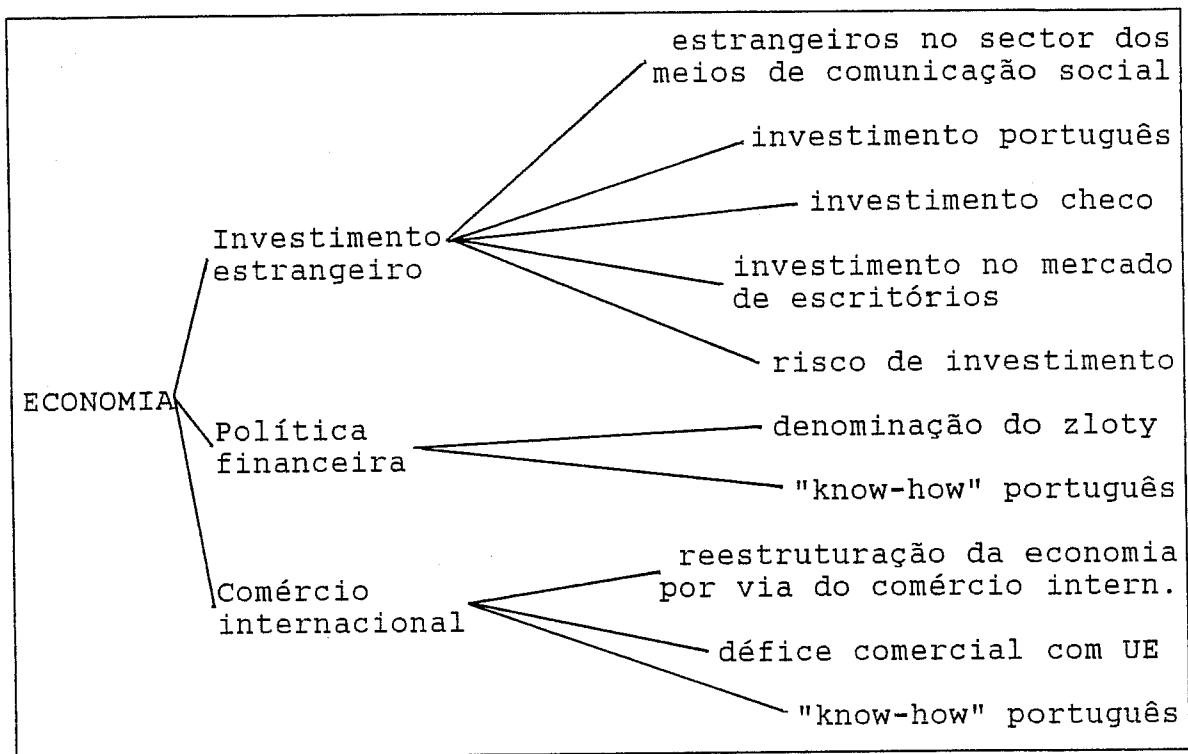 estrangeiros no sector dos
meios de comunicação social
investimento português
investimento checo
Investimento
estrangeiro
investimento no mercado
de escritórios
risco de investimento
ECONOMIA
Política
financeira
denominação do zloty
"know-how" português
Comércio
internacional
reestruturação da economia
por via do comércio intern.
défice comercial com UE
"know-how" português